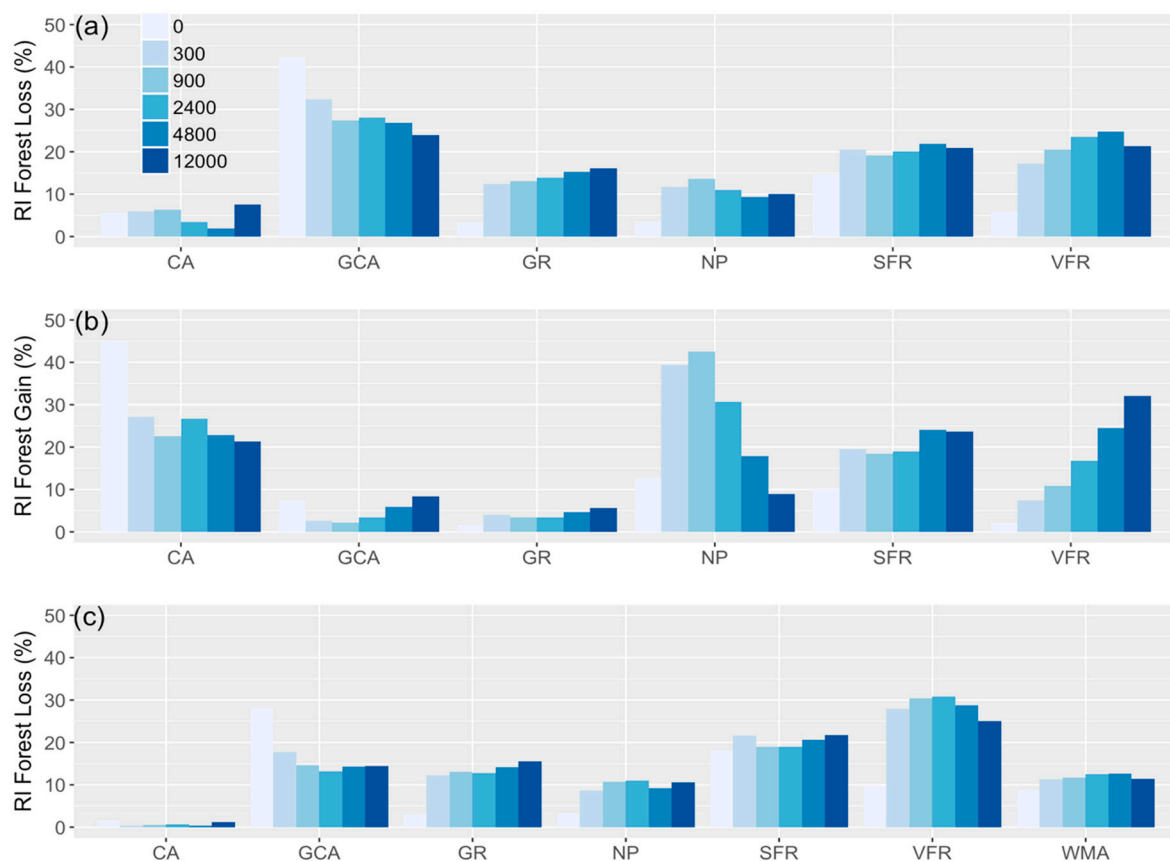 (a)
0
300
900
2400
4800
12000
RI Forest Loss (%)
50
40
30
20
10
0
CA GCA GR NP SFR VFR
(b)
RI Forest Gain (%)
50
40
30
20
10
0
CA GCA GR NP SFR VFR
(c)
RI Forest Loss (%)
50
40
30
20
10
0
CA GCA GR NP SFR VFR WMA